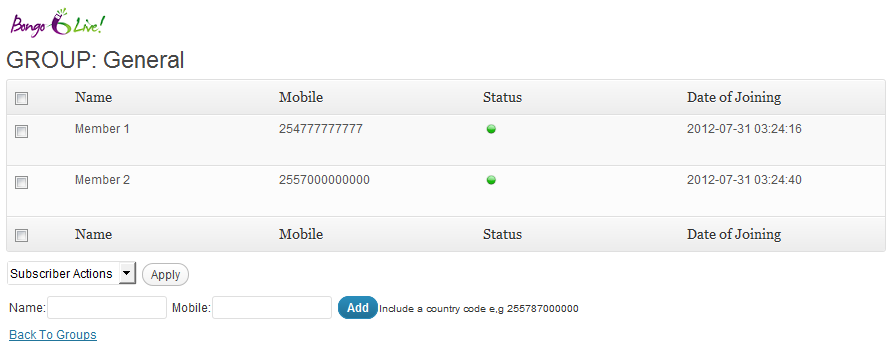 Bongo Live!
GROUP: General
Name Mobile Status Date of Joining
Member 1 254777777777 2012-07-31 03:24:16
Member 2 2557000000000 2012-07-31 03:24:40
Name Mobile Status Date of Joining
Subscriber Actions Apply
Name: Mobile: Add Include a country code e.g 255787000000
Back To Groups